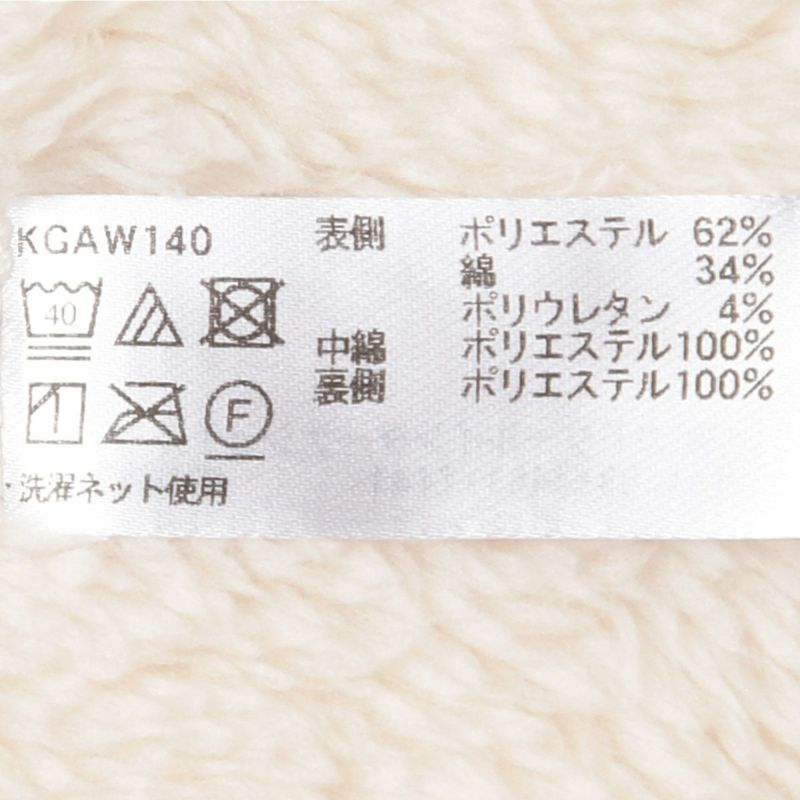 KGAW140
40
F
・洗濯ネット使用
表側 ポリエステル 62%
綿 34%
ポリウレタン 4%
中綿 ポリエステル100%
裏側 ポリエステル100%